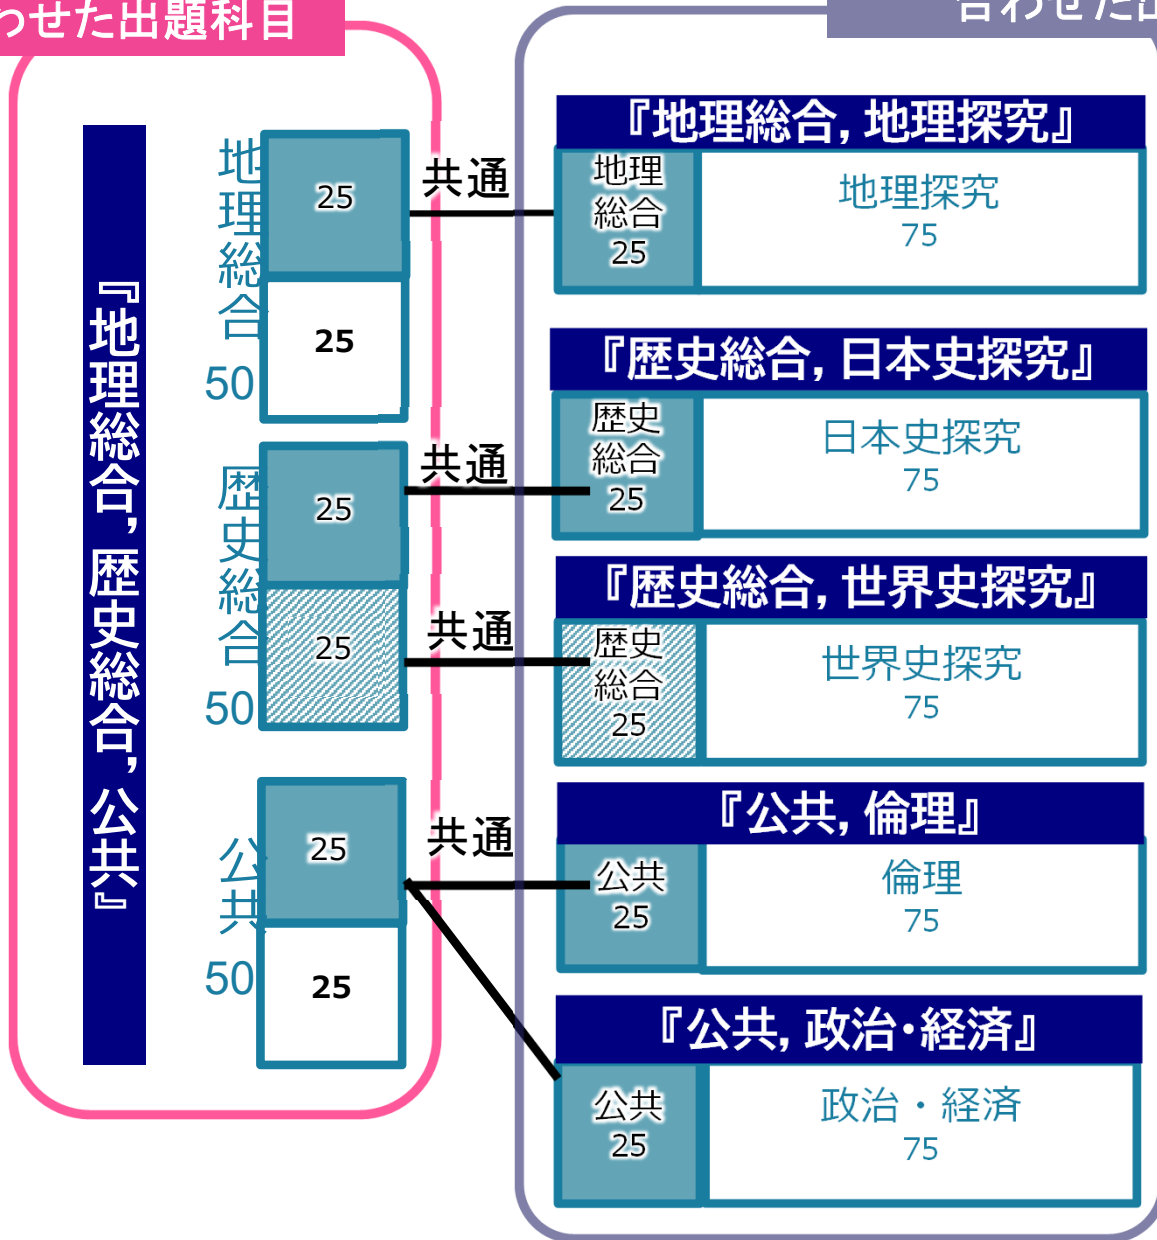 わせた出題科目
合わせた出
『地理総合, 歴史総合, 公共』
地理総合
50
25
25
歴史総合
50
25
25
公共
50
25
25
共通
共通
共通
共通
『地理総合, 地理探究』
地理
総合
25
地理探究
75
『歴史総合, 日本史探究』
歴史
総合
25
日本史探究
75
『歴史総合, 世界史探究』
歴史
総合
25
世界史探究
75
『公共, 倫理』
公共
25
倫理
75
『公共, 政治・経済』
公共
25
政治・経済
75